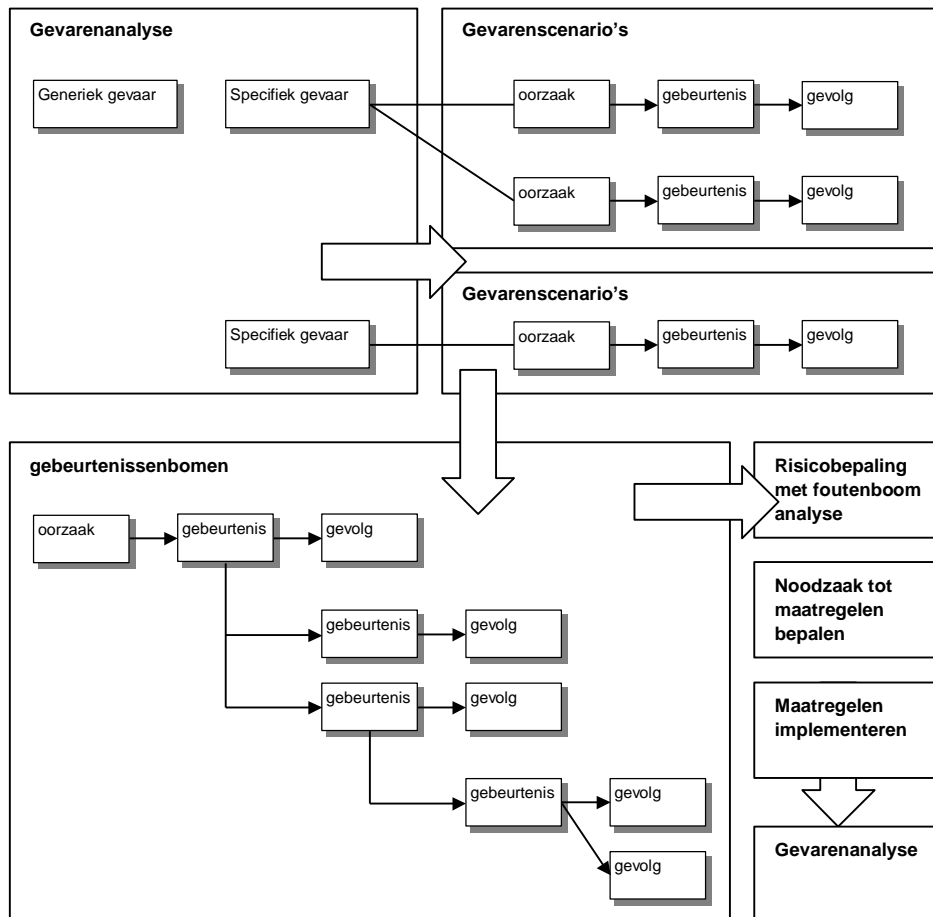 Gevarenanalyse
Generiek gevaar
Specifiek gevaar
Specifiek gevaar
Gevarenscenario's
oorzaak
gebeurtenis
gevolg
oorzaak
gebeurtenis
gevolg
Gevarenscenario's
oorzaak
gebeurtenis
gevolg
gebeurtenissenbomen
oorzaak
gebeurtenis
gevolg
gebeurtenis
gevolg
gebeurtenis
gevolg
gebeurtenis
gevolg
gevolg
Risicobepaling
met foutenboom
analyse
Noodzaak tot
maatregelen
bepalen
Maatregelen
implementeren
Gevarenanalyse